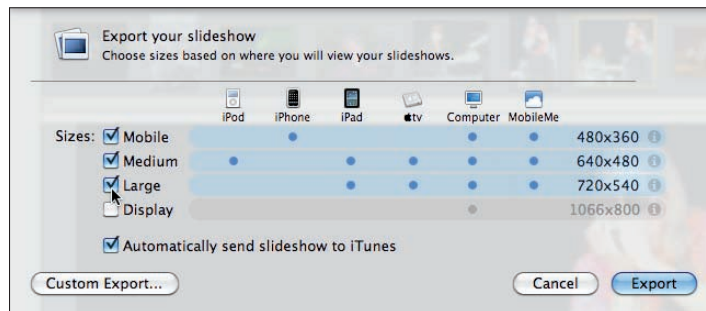 Export your slideshow
Choose sizes based on where you will view your slideshows.
iPod iPhone iPad tv Computer MobileMe
Sizes: Mobile 480x360
Medium 640x480
Large 720x540
Display 1066x800
Automatically send slideshow to iTunes
Custom Export... Cancel Export